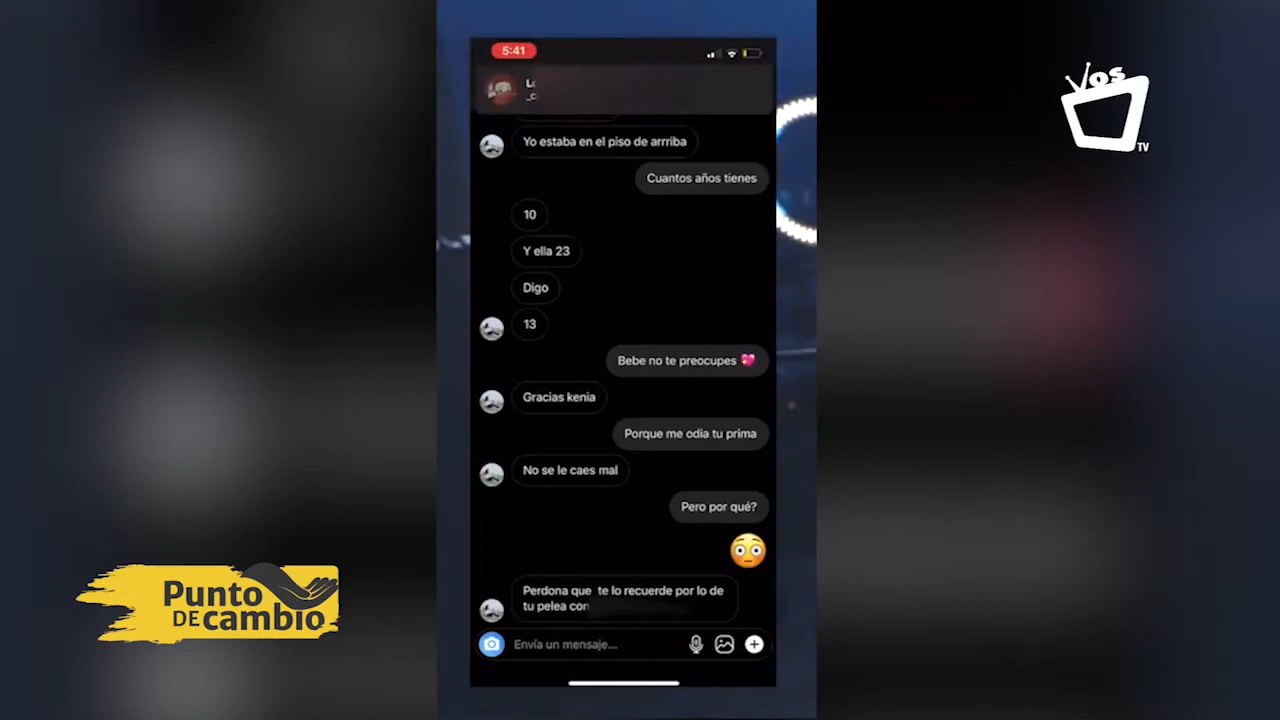 5:41
VOS
TV
Yo estaba en el piso de arrriba
Cuantos años tienes
10
Y ella 23
Digo
13
Bebe no te preocupes 💖
Gracias kenia
Porque me odia tu prima
No se le caes mal
Pero por qué?
😳
Perdona que te lo recuerde por lo de
tu pelea con
Envía un mensaje...
Punto
DE cambio